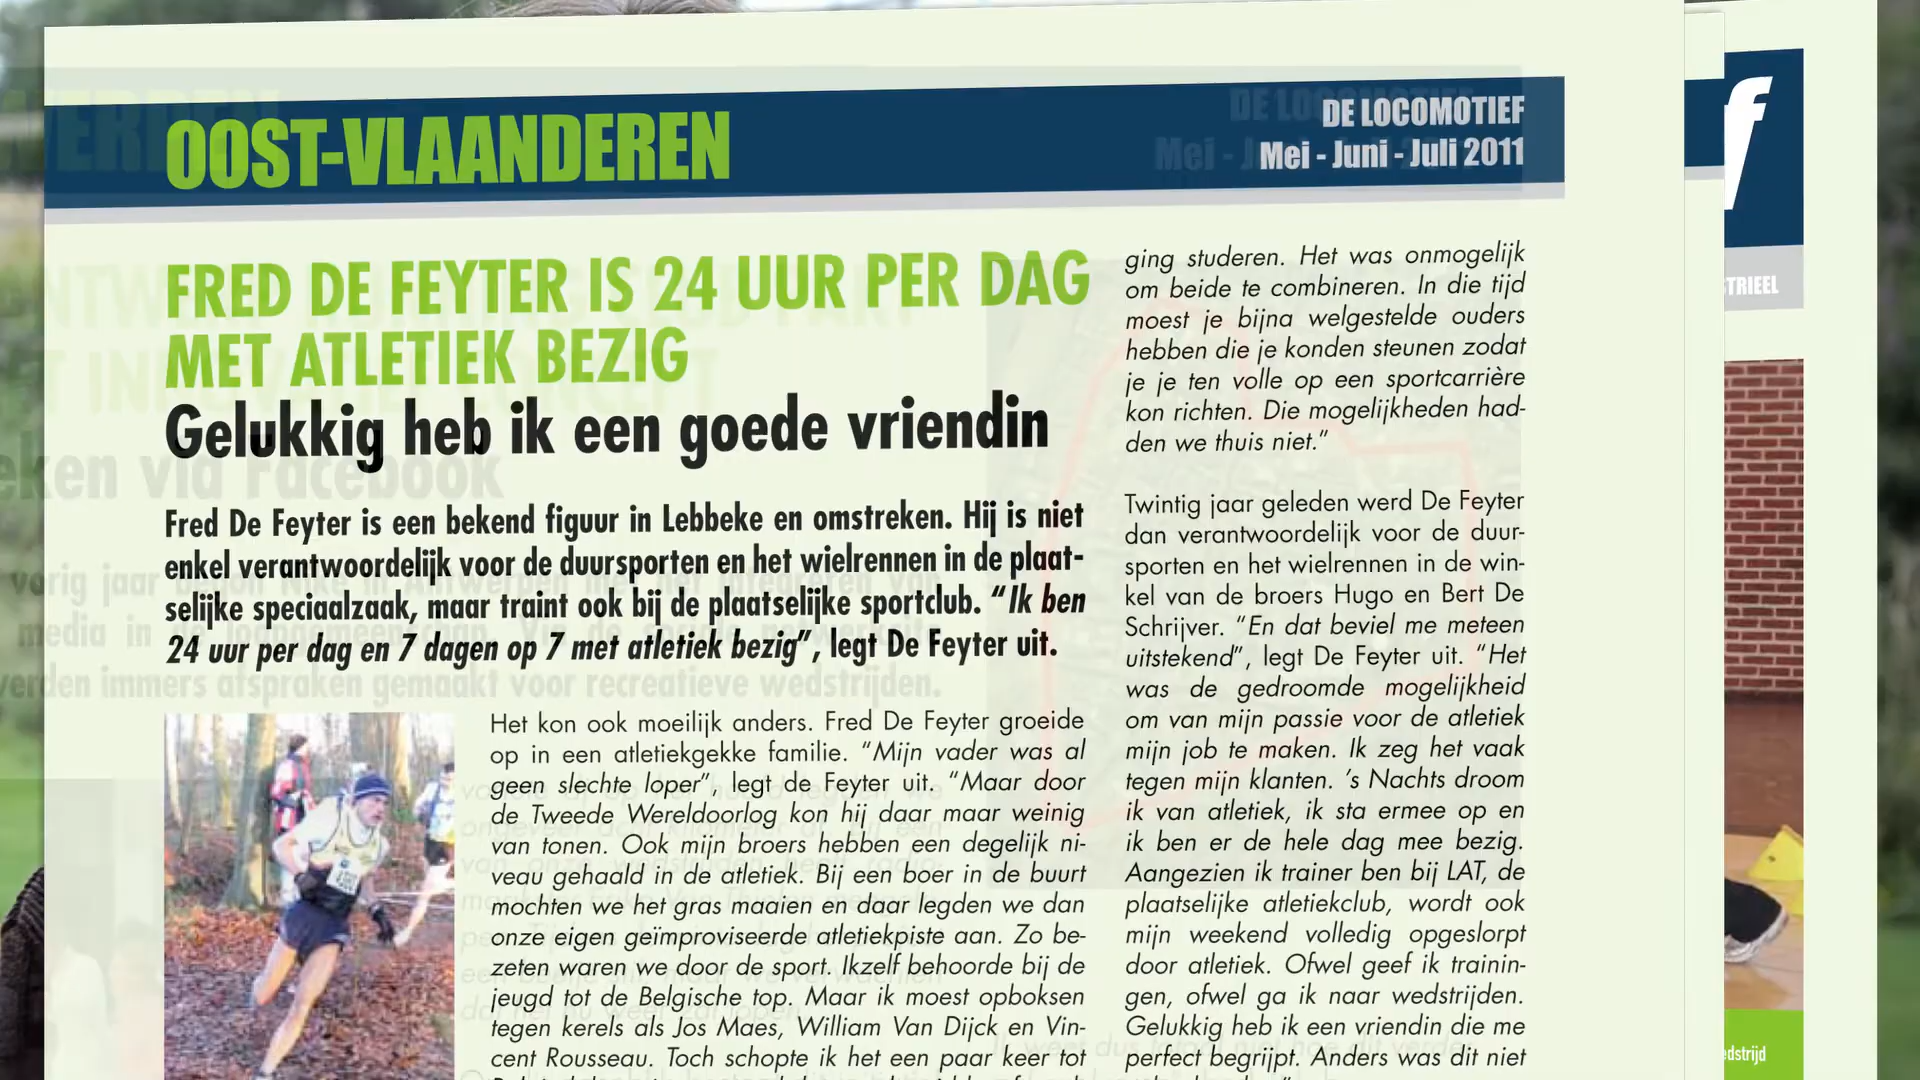 OOST-VLAANDEREN
DE LOCOMOTIEF
Mei - Juni - Juli 2011
FRED DE FEYTER IS 24 UUR PER DAG
MET ATLETIEK BEZIG
Gelukkig heb ik een goede vriendin
Fred De Feyter is een bekend figuur in Lebbeke en omstreken. Hij is niet
enkel verantwoordelijk voor de duursporten en het wielrennen in de plaat-
selijke speciaalzaak, maar traint ook bij de plaatselijke sportclub. “Ik ben
24 uur per dag en 7 dagen op 7 met atletiek bezig”, legt De Feyter uit.
Het kon ook moeilijk anders. Fred De Feyter groeide
op in een atletiekgekke familie. “Mijn vader was al
geen slechte loper”, legt de Feyter uit. “Maar door
de Tweede Wereldoorlog kon hij daar maar weinig
van tonen. Ook mijn broers hebben een degelijk ni-
veau gehaald in de atletiek. Bij een boer in de buurt
mochten we het gras maaien en daar legden we dan
onze eigen geïmproviseerde atletiekpiste aan. Zo be-
zeten waren we door de sport. Ikzelf behoorde bij de
jeugd tot de Belgische top. Maar ik moest opboksen
tegen kerels als Jos Maes, William Van Dijck en Vin-
cent Rousseau. Toch schopte ik het een paar keer tot
ging studeren. Het was onmogelijk
om beide te combineren. In die tijd
moest je bijna welgestelde ouders
hebben die je konden steunen zodat
je je ten volle op een sportcarrière
kon richten. Die mogelijkheden had-
den we thuis niet.”
Twintig jaar geleden werd De Feyter
dan verantwoordelijk voor de duur-
sporten en het wielrennen in de win-
kel van de broers Hugo en Bert De
Schrijver. “En dat beviel me meteen
uitstekend”, legt De Feyter uit. “Het
was de gedroomde mogelijkheid
om van mijn passie voor de atletiek
mijn job te maken. Ik zeg het vaak
tegen mijn klanten. ’s Nachts droom
ik van atletiek, ik sta ermee op en
ik ben er de hele dag mee bezig.
Aangezien ik trainer ben bij LAT, de
plaatselijke atletiekclub, wordt ook
mijn weekend volledig opgeslorpt
door atletiek. Ofwel geef ik trainin-
gen, ofwel ga ik naar wedstrijden.
Gelukkig heb ik een vriendin die me
perfect begrijpt. Anders was dit niet
f
TRIEEL
edstrijd